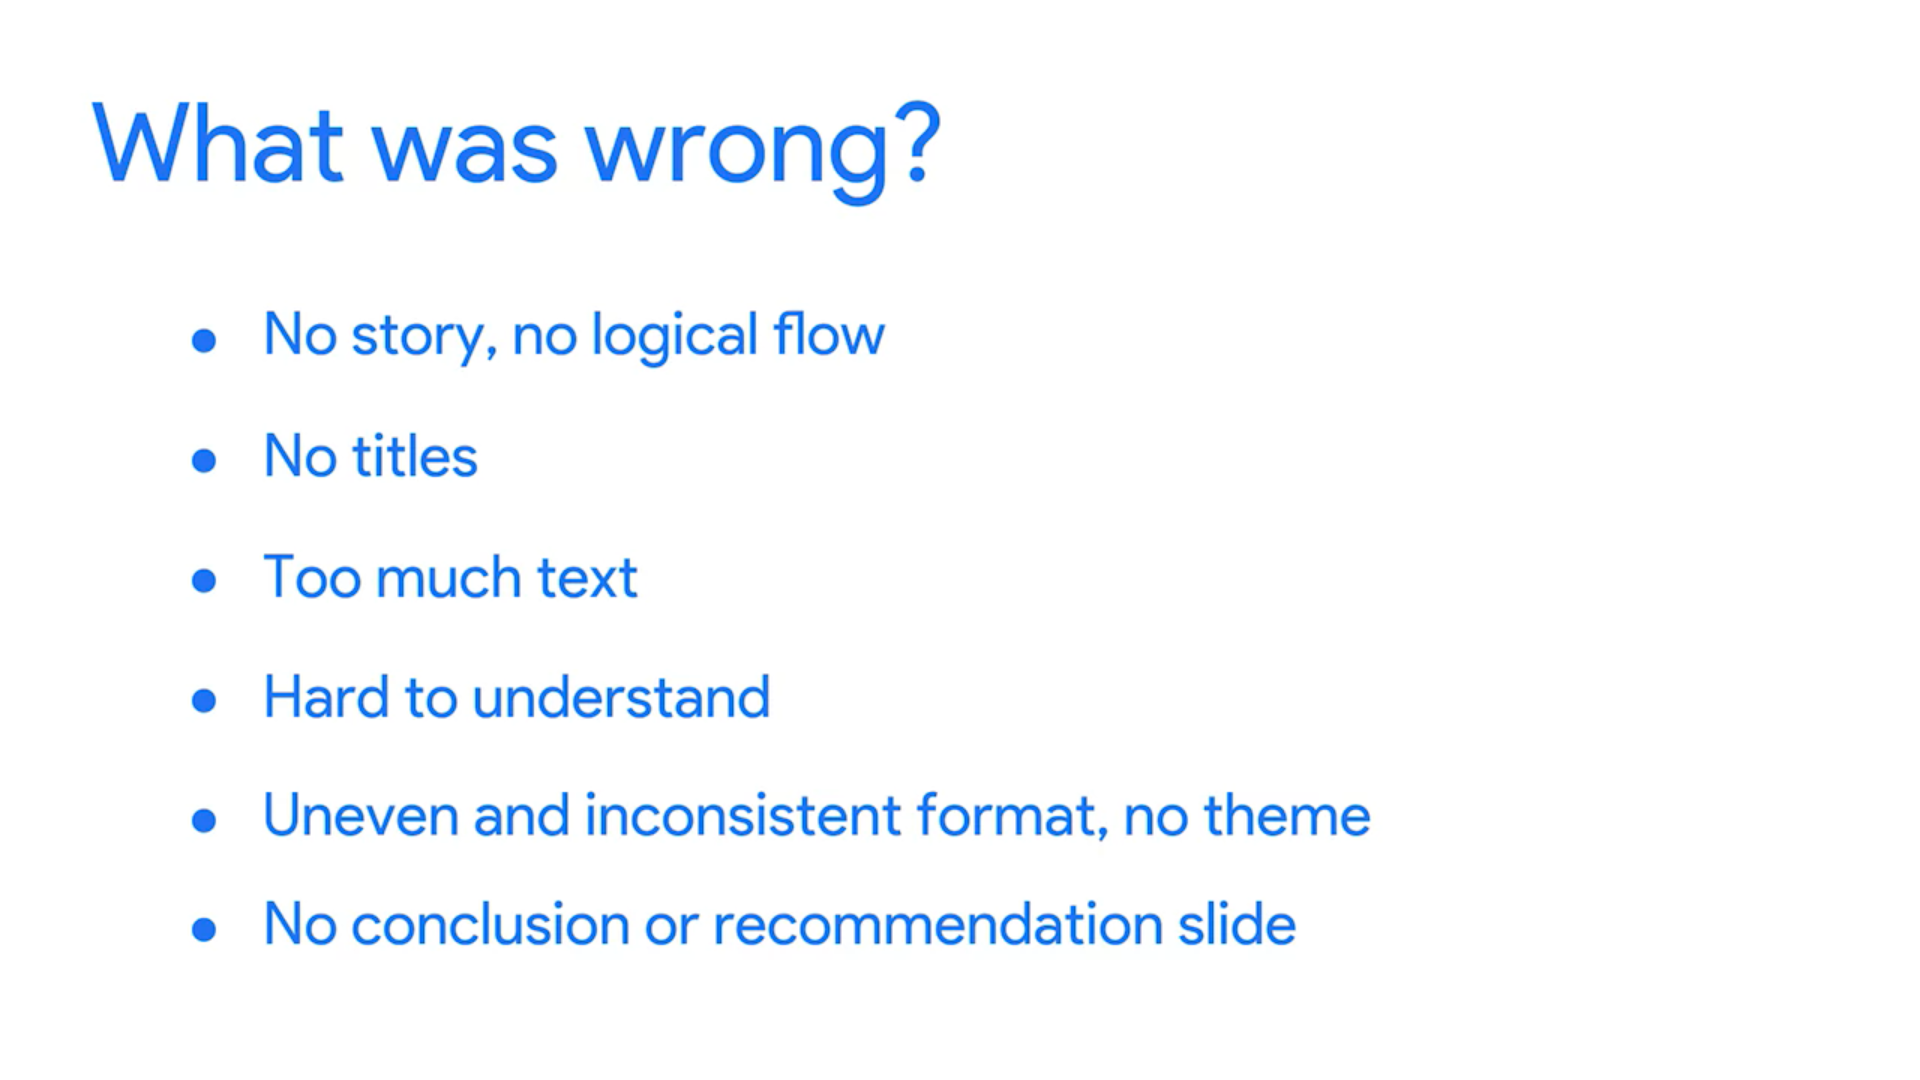 What was wrong?
● No story, no logical flow
● No titles
● Too much text
● Hard to understand
● Uneven and inconsistent format, no theme
● No conclusion or recommendation slide